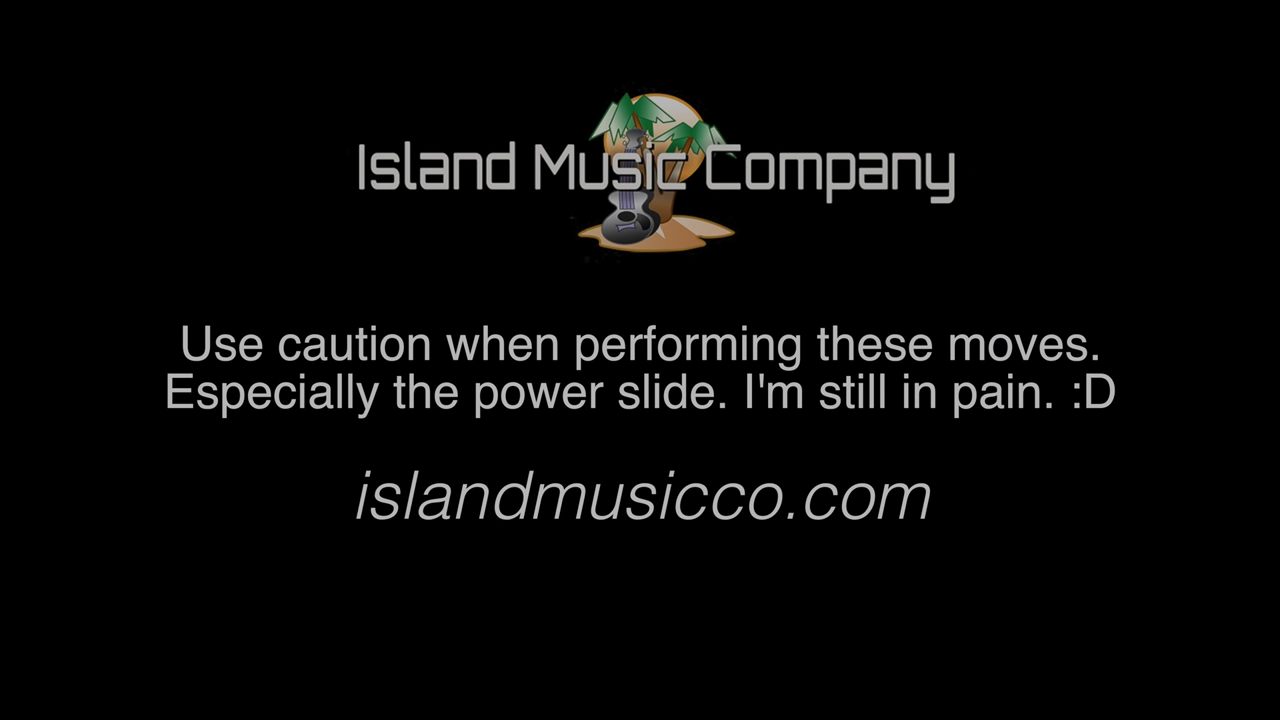 Island Music Company
Use caution when performing these moves.
Especially the power slide. I'm still in pain. :D
islandmusicco.com